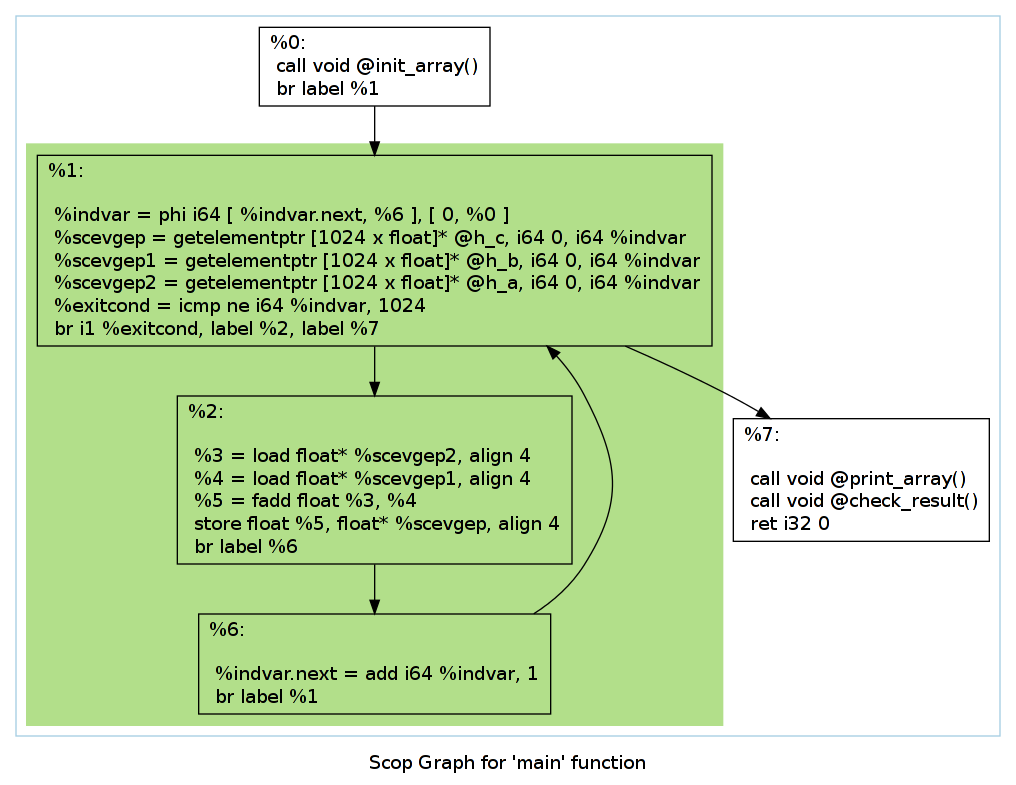 %0:
call void @init_array()
br label %1
%1:
%indvar = phi i64 [ %indvar.next, %6 ], [ 0, %0 ]
%scevgep = getelementptr [1024 x float]* @h_c, i64 0, i64 %indvar
%scevgep1 = getelementptr [1024 x float]* @h_b, i64 0, i64 %indvar
%scevgep2 = getelementptr [1024 x float]* @h_a, i64 0, i64 %indvar
%exitcond = icmp ne i64 %indvar, 1024
br i1 %exitcond, label %2, label %7
%2:
%3 = load float* %scevgep2, align 4
%4 = load float* %scevgep1, align 4
%5 = fadd float %3, %4
store float %5, float* %scevgep, align 4
br label %6
%7:
call void @print_array()
call void @check_result()
ret i32 0
%6:
%indvar.next = add i64 %indvar, 1
br label %1
Scop Graph for 'main' function